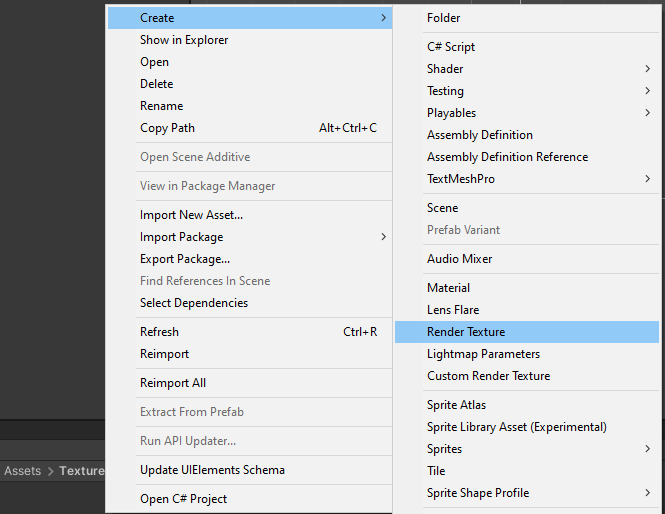 Create
Show in Explorer
Open
Delete
Rename
Copy Path Alt+Ctrl+C
Open Scene Additive
View in Package Manager
Import New Asset...
Import Package
Export Package...
Find References In Scene
Select Dependencies
Refresh Ctrl+R
Reimport
Reimport All
Extract From Prefab
Run API Updater...
Update UIElements Schema
Open C# Project
Folder
C# Script
Shader
Testing
Playables
Assembly Definition
Assembly Definition Reference
TextMeshPro
Scene
Prefab Variant
Audio Mixer
Material
Lens Flare
Render Texture
Lightmap Parameters
Custom Render Texture
Sprite Atlas
Sprite Library Asset (Experimental)
Sprites
Tile
Sprite Shape Profile
Assets > Texture